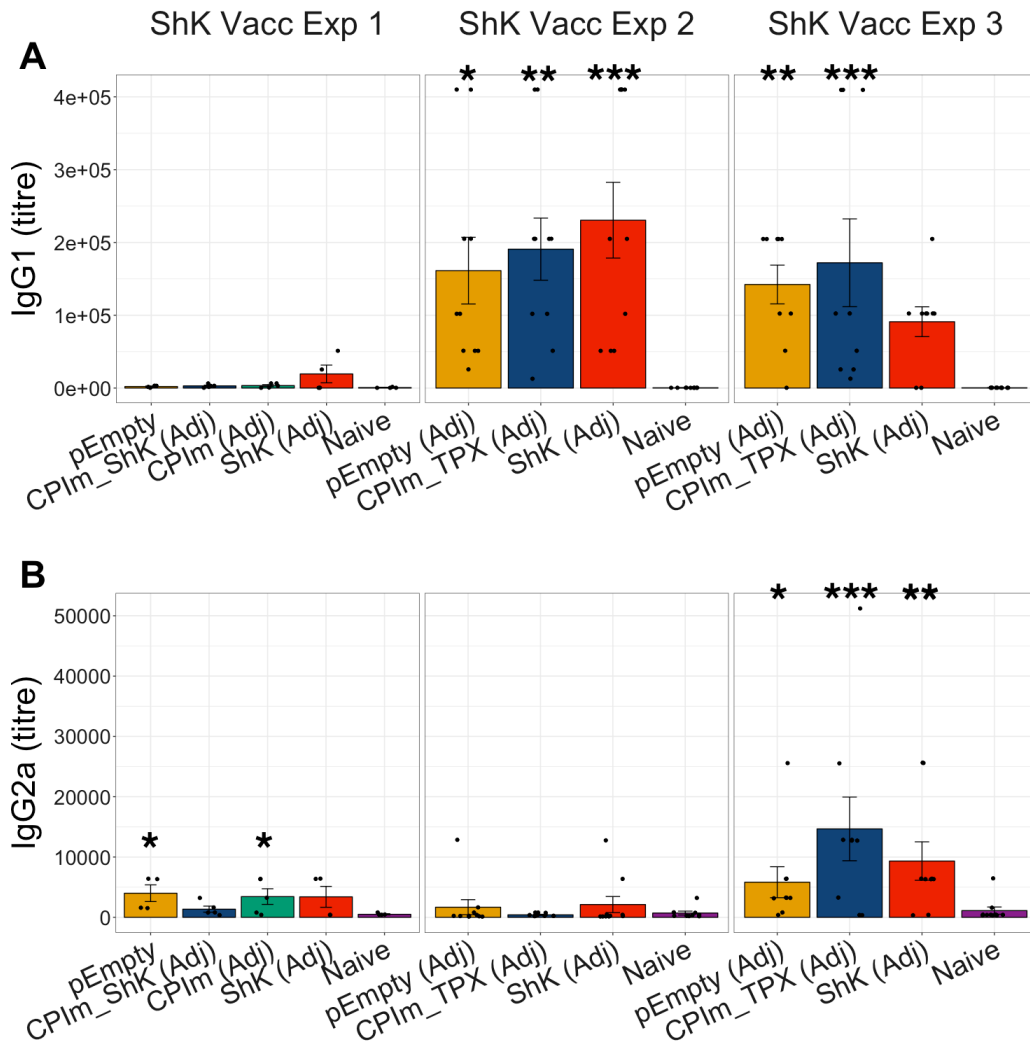 ShK Vacc Exp 1
ShK Vacc Exp 2
ShK Vacc Exp 3
A
IgG1 (titre)
4e+05
3e+05
2e+05
1e+05
0e+00
*
**
***
**
***
pEmpty
CPIm_ShK (Adj)
CPIm (Adj)
ShK (Adj)
Naive
pEmpty (Adj)
CPIm_TPX (Adj)
ShK (Adj)
Naive
pEmpty (Adj)
CPIm_TPX (Adj)
ShK (Adj)
Naive
B
IgG2a (titre)
50000
40000
30000
20000
10000
0
*
*
*
***
**
pEmpty
CPIm_ShK (Adj)
CPIm (Adj)
ShK (Adj)
Naive
pEmpty (Adj)
CPIm_TPX (Adj)
ShK (Adj)
Naive
pEmpty (Adj)
CPIm_TPX (Adj)
ShK (Adj)
Naive